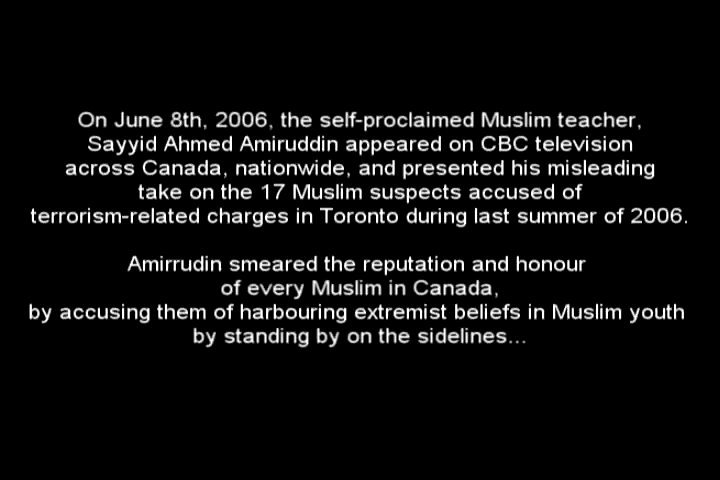 On June 8th, 2006, the self-proclaimed Muslim teacher,
Sayyid Ahmed Amiruddin appeared on CBC television
across Canada, nationwide, and presented his misleading
take on the 17 Muslim suspects accused of
terrorism-related charges in Toronto during last summer of 2006.
Amirrudin smeared the reputation and honour
of every Muslim in Canada,
by accusing them of harbouring extremist beliefs in Muslim youth
by standing by on the sidelines...